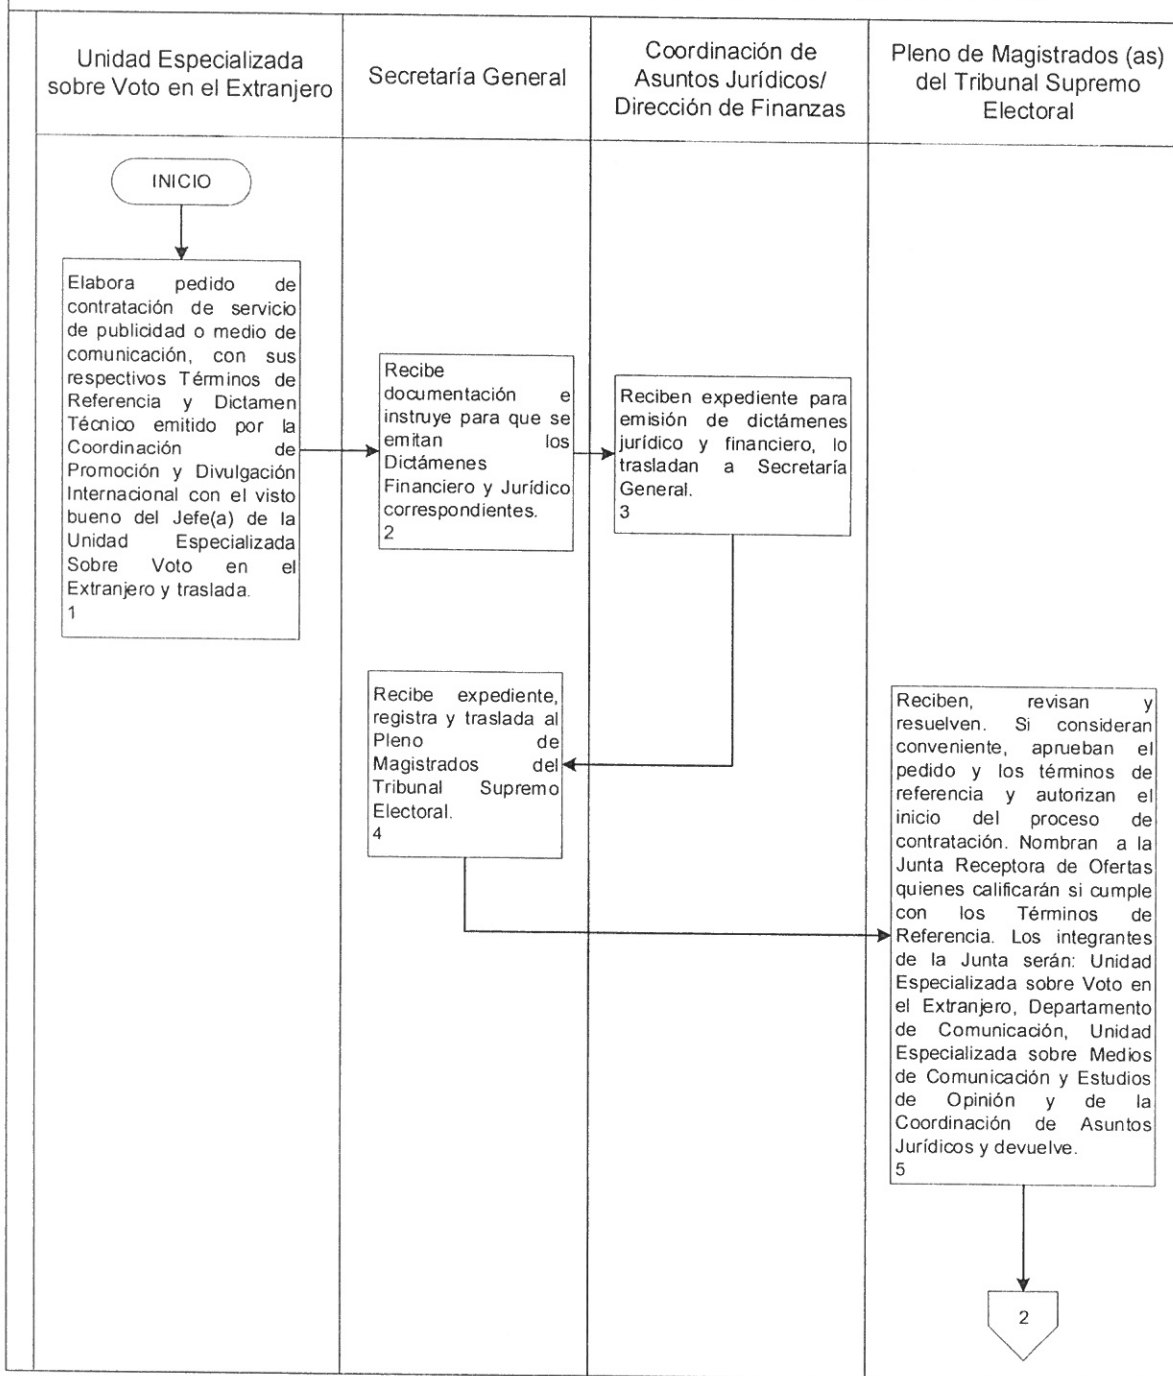 Unidad Especializada
sobre Voto en el Extranjero
Secretaría General
Coordinación de
Asuntos Jurídicos/
Dirección de Finanzas
Pleno de Magistrados (as)
del Tribunal Supremo
Electoral
INICIO
Elabora pedido de
contratación de servicio
de publicidad o medio de
comunicación, con sus
respectivos Términos de
Referencia y Dictamen
Técnico emitido por la
Coordinación de
Promoción y Divulgación
Internacional con el visto
bueno del Jefe(a) de la
Unidad Especializada
Sobre Voto en el
Extranjero y traslada.
1
Recibe
documentación e
instruye para que se
emitan los
Dictámenes
Financiero y Jurídico
correspondientes.
2
Reciben expediente para
emisión de dictámenes
jurídico y financiero, lo
trasladan a Secretaría
General.
3
Recibe expediente,
registra y traslada al
Pleno de
Magistrados del
Tribunal Supremo
Electoral.
4
Reciben, revisan y
resuelven. Si consideran
conveniente, aprueban el
pedido y los términos de
referencia y autorizan el
inicio del proceso de
contratación. Nombran a la
Junta Receptora de Ofertas
quienes calificarán si cumple
con los Términos de
Referencia. Los integrantes
de la Junta serán: Unidad
Especializada sobre Voto en
el Extranjero, Departamento
de Comunicación, Unidad
Especializada sobre Medios
de Comunicación y Estudios
de Opinión y de la
Coordinación de Asuntos
Jurídicos y devuelve.
5
2